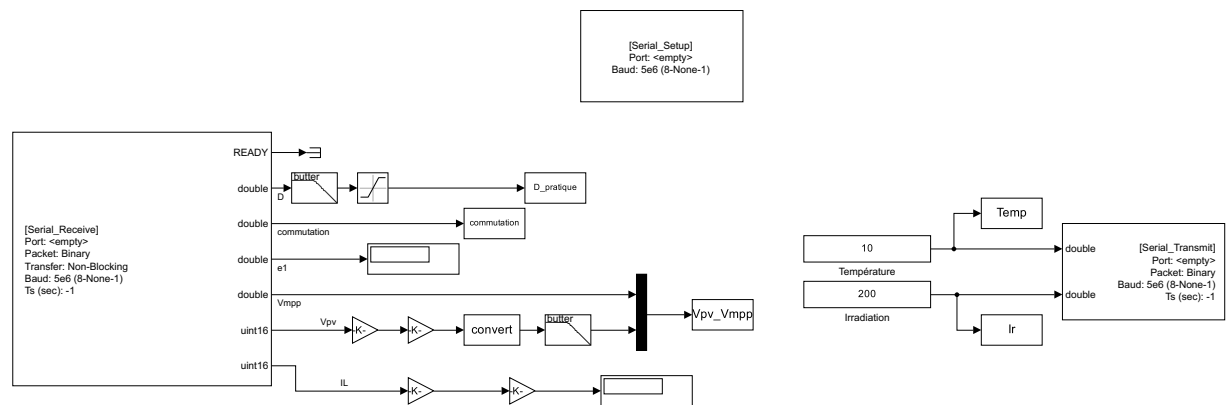 [Serial_Setup]
Port: <empty>
Baud: 5e6 (8-None-1)
[Serial_Receive]
Port: <empty>
Packet: Binary
Transfer: Non-Blocking
Baud: 5e6 (8-None-1)
Ts (sec): -1
READY
double
D
butter
D_pratique
double
commutation
commutation
double
e1
double
Vmpp
uint16
Vpv
-K-
-K-
convert
butter
Vpv_Vmpp
uint16
IL
-K-
-K-
10
Température
200
Irradiation
Temp
Ir
double
double
[Serial_Transmit]
Port: <empty>
Packet: Binary
Baud: 5e6 (8-None-1)
Ts (sec): -1